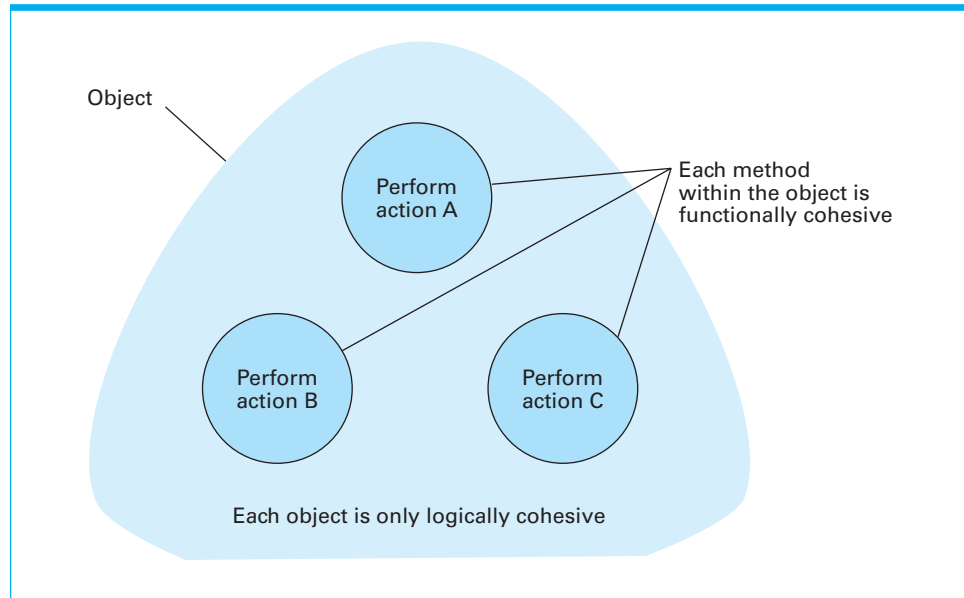 Object
Perform
action A
Each method
within the object is
functionally cohesive
Perform
action B
Perform
action C
Each object is only logically cohesive